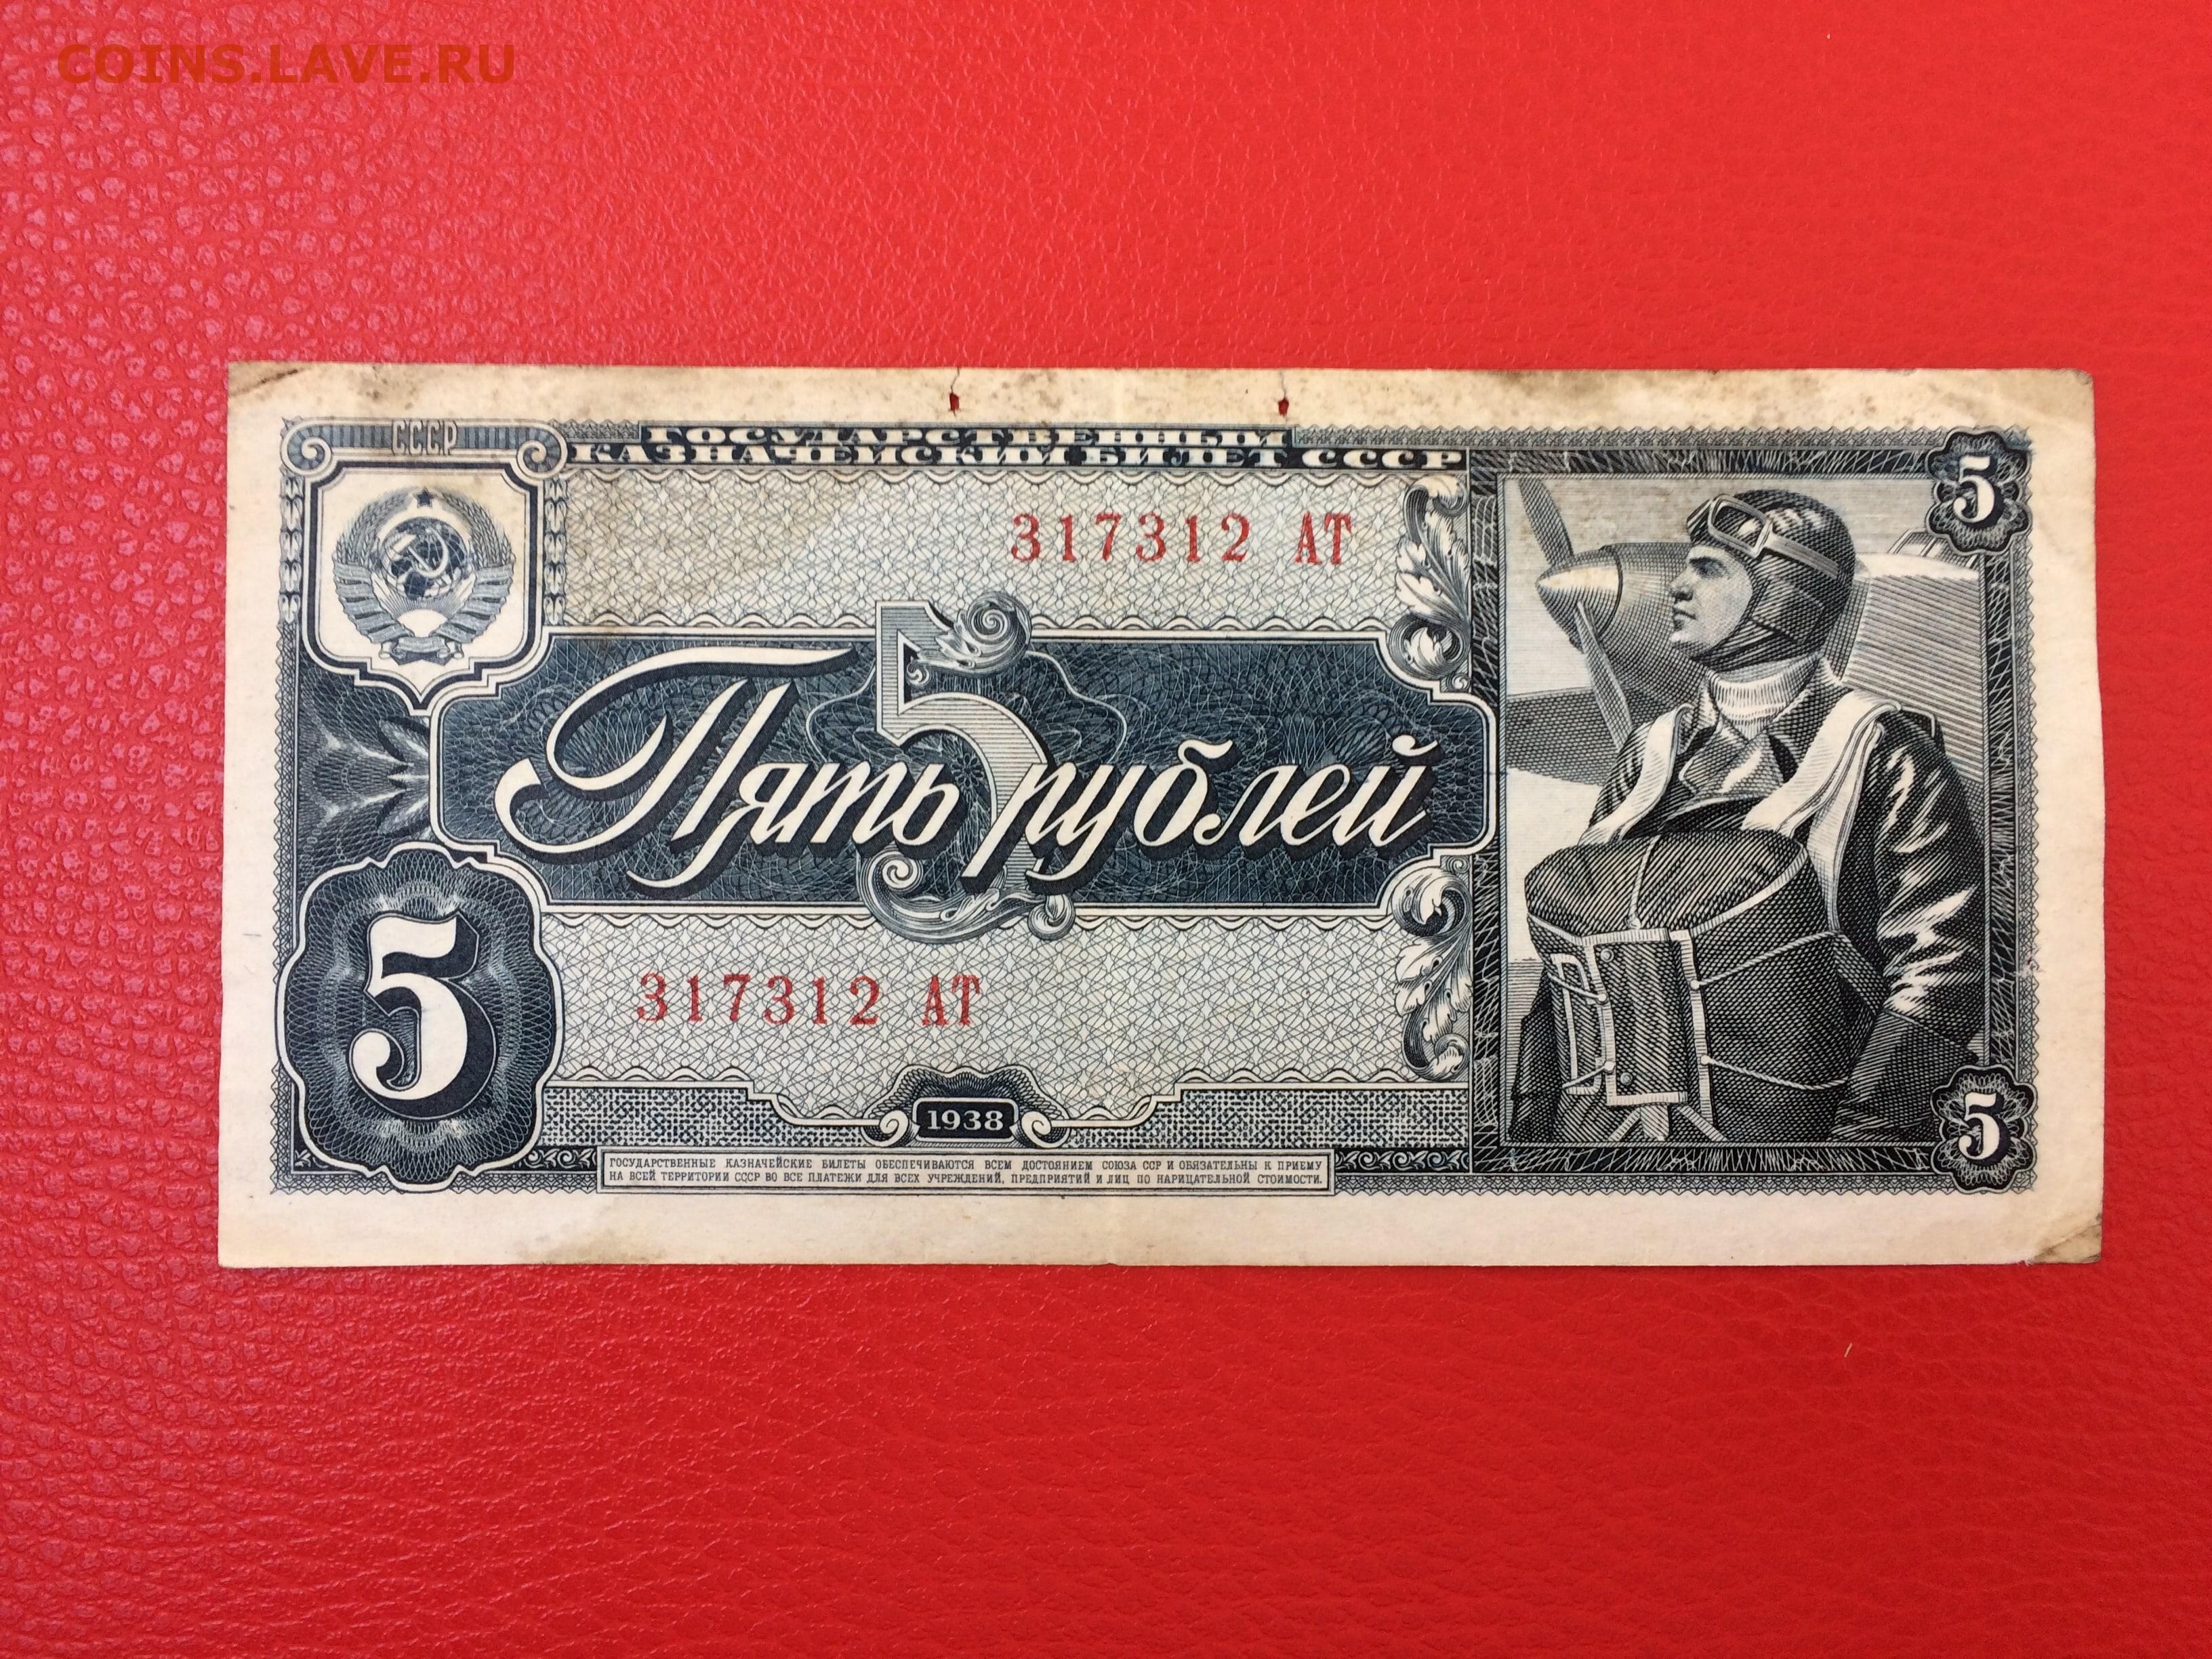 COINS.LAVE.RU
СССР
ГОСУДАРСТВЕННЫЙ
КАЗНАЧЕЙСКИЙ БИЛЕТ СССР
5
317312 АТ
5
Пять рублей
5
317312 АТ
1938
5
ГОСУДАРСТВЕННЫЕ КАЗНАЧЕЙСКИЕ БИЛЕТЫ ОБЕСПЕЧИВАЮТСЯ ВСЕМ ДОСТОЯНИЕМ СОЮЗА ССР И ОБЯЗАТЕЛЬНЫ К ПРИЕМУ
НА ВСЕЙ ТЕРРИТОРИИ СССР ВО ВСЕ ПЛАТЕЖИ ДЛЯ ВСЕХ УЧРЕЖДЕНИЙ, ПРЕДПРИЯТИЙ И ЛИЦ ПО НАРИЦАТЕЛЬНОЙ СТОИМОСТИ.